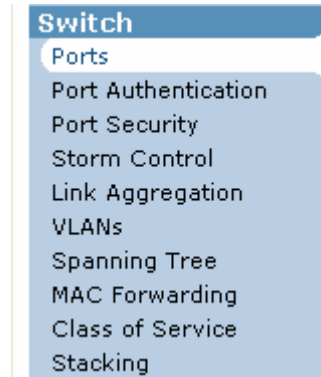 Switch
Ports
Port Authentication
Port Security
Storm Control
Link Aggregation
VLANs
Spanning Tree
MAC Forwarding
Class of Service
Stacking